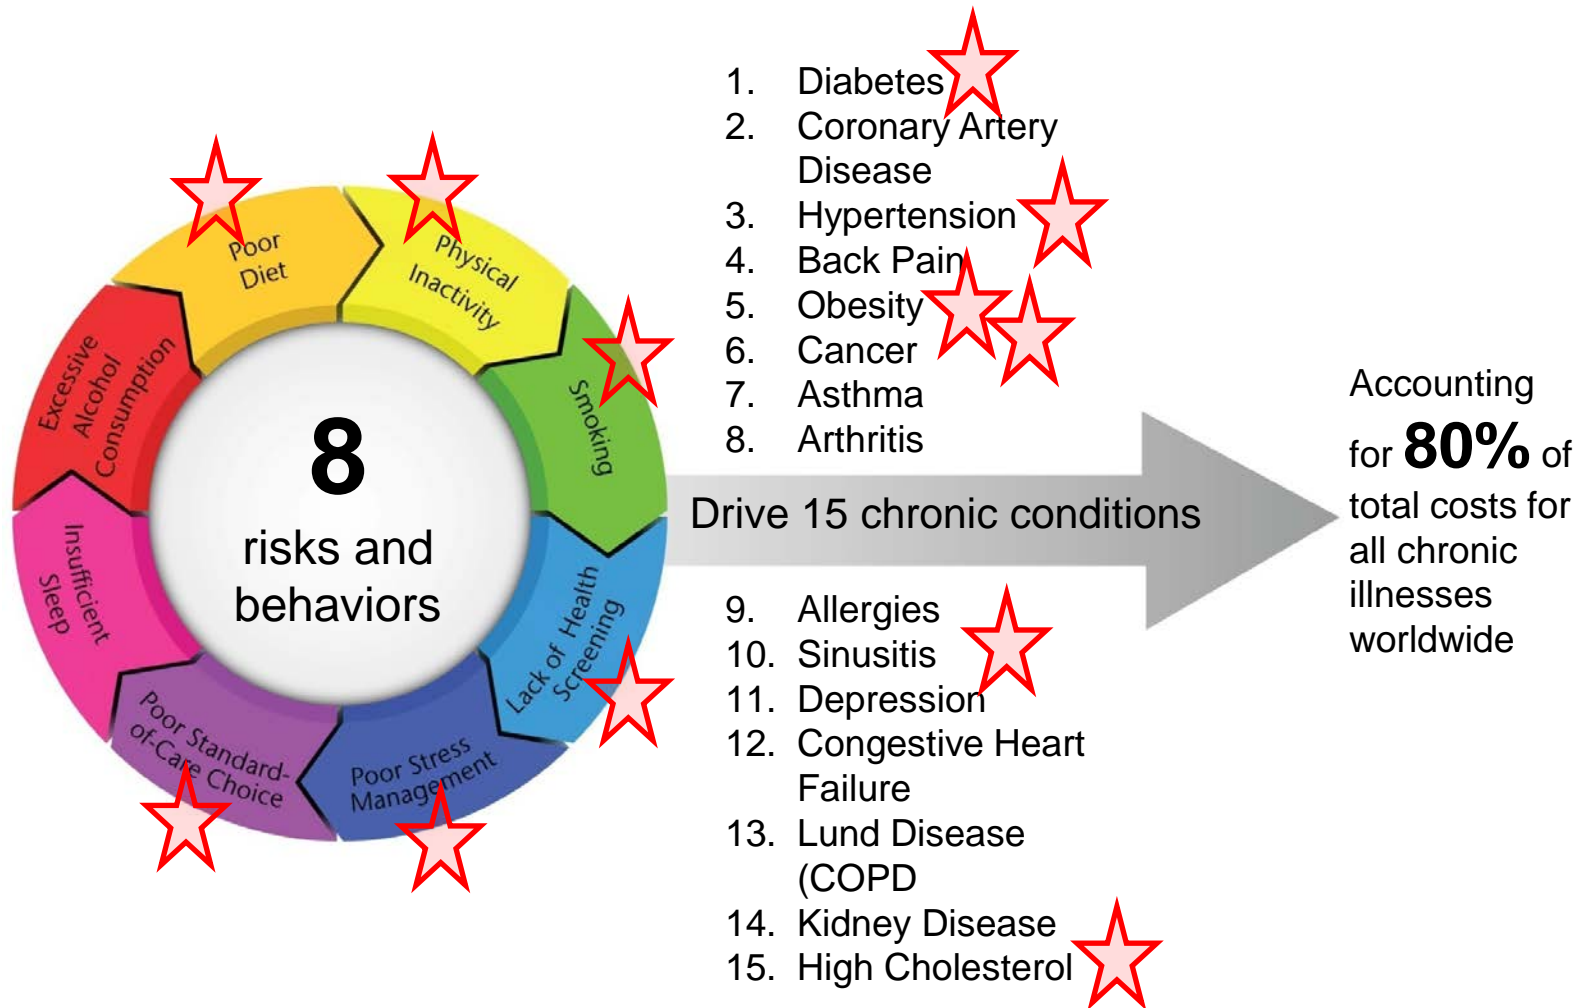 Poor
Diet
Physical
Inactivity
Smoking
Lack of Health
Screening
Poor Stress
Management
Poor Standard-
of-Care Choice
Insufficient
Sleep
Excessive
Alcohol
Consumption
8
risks and
behaviors
1. Diabetes
2. Coronary Artery
Disease
3. Hypertension
4. Back Pain
5. Obesity
6. Cancer
7. Asthma
8. Arthritis
Drive 15 chronic conditions
9. Allergies
10. Sinusitis
11. Depression
12. Congestive Heart
Failure
13. Lund Disease
(COPD
14. Kidney Disease
15. High Cholesterol
Accounting
for 80% of
total costs for
all chronic
illnesses
worldwide